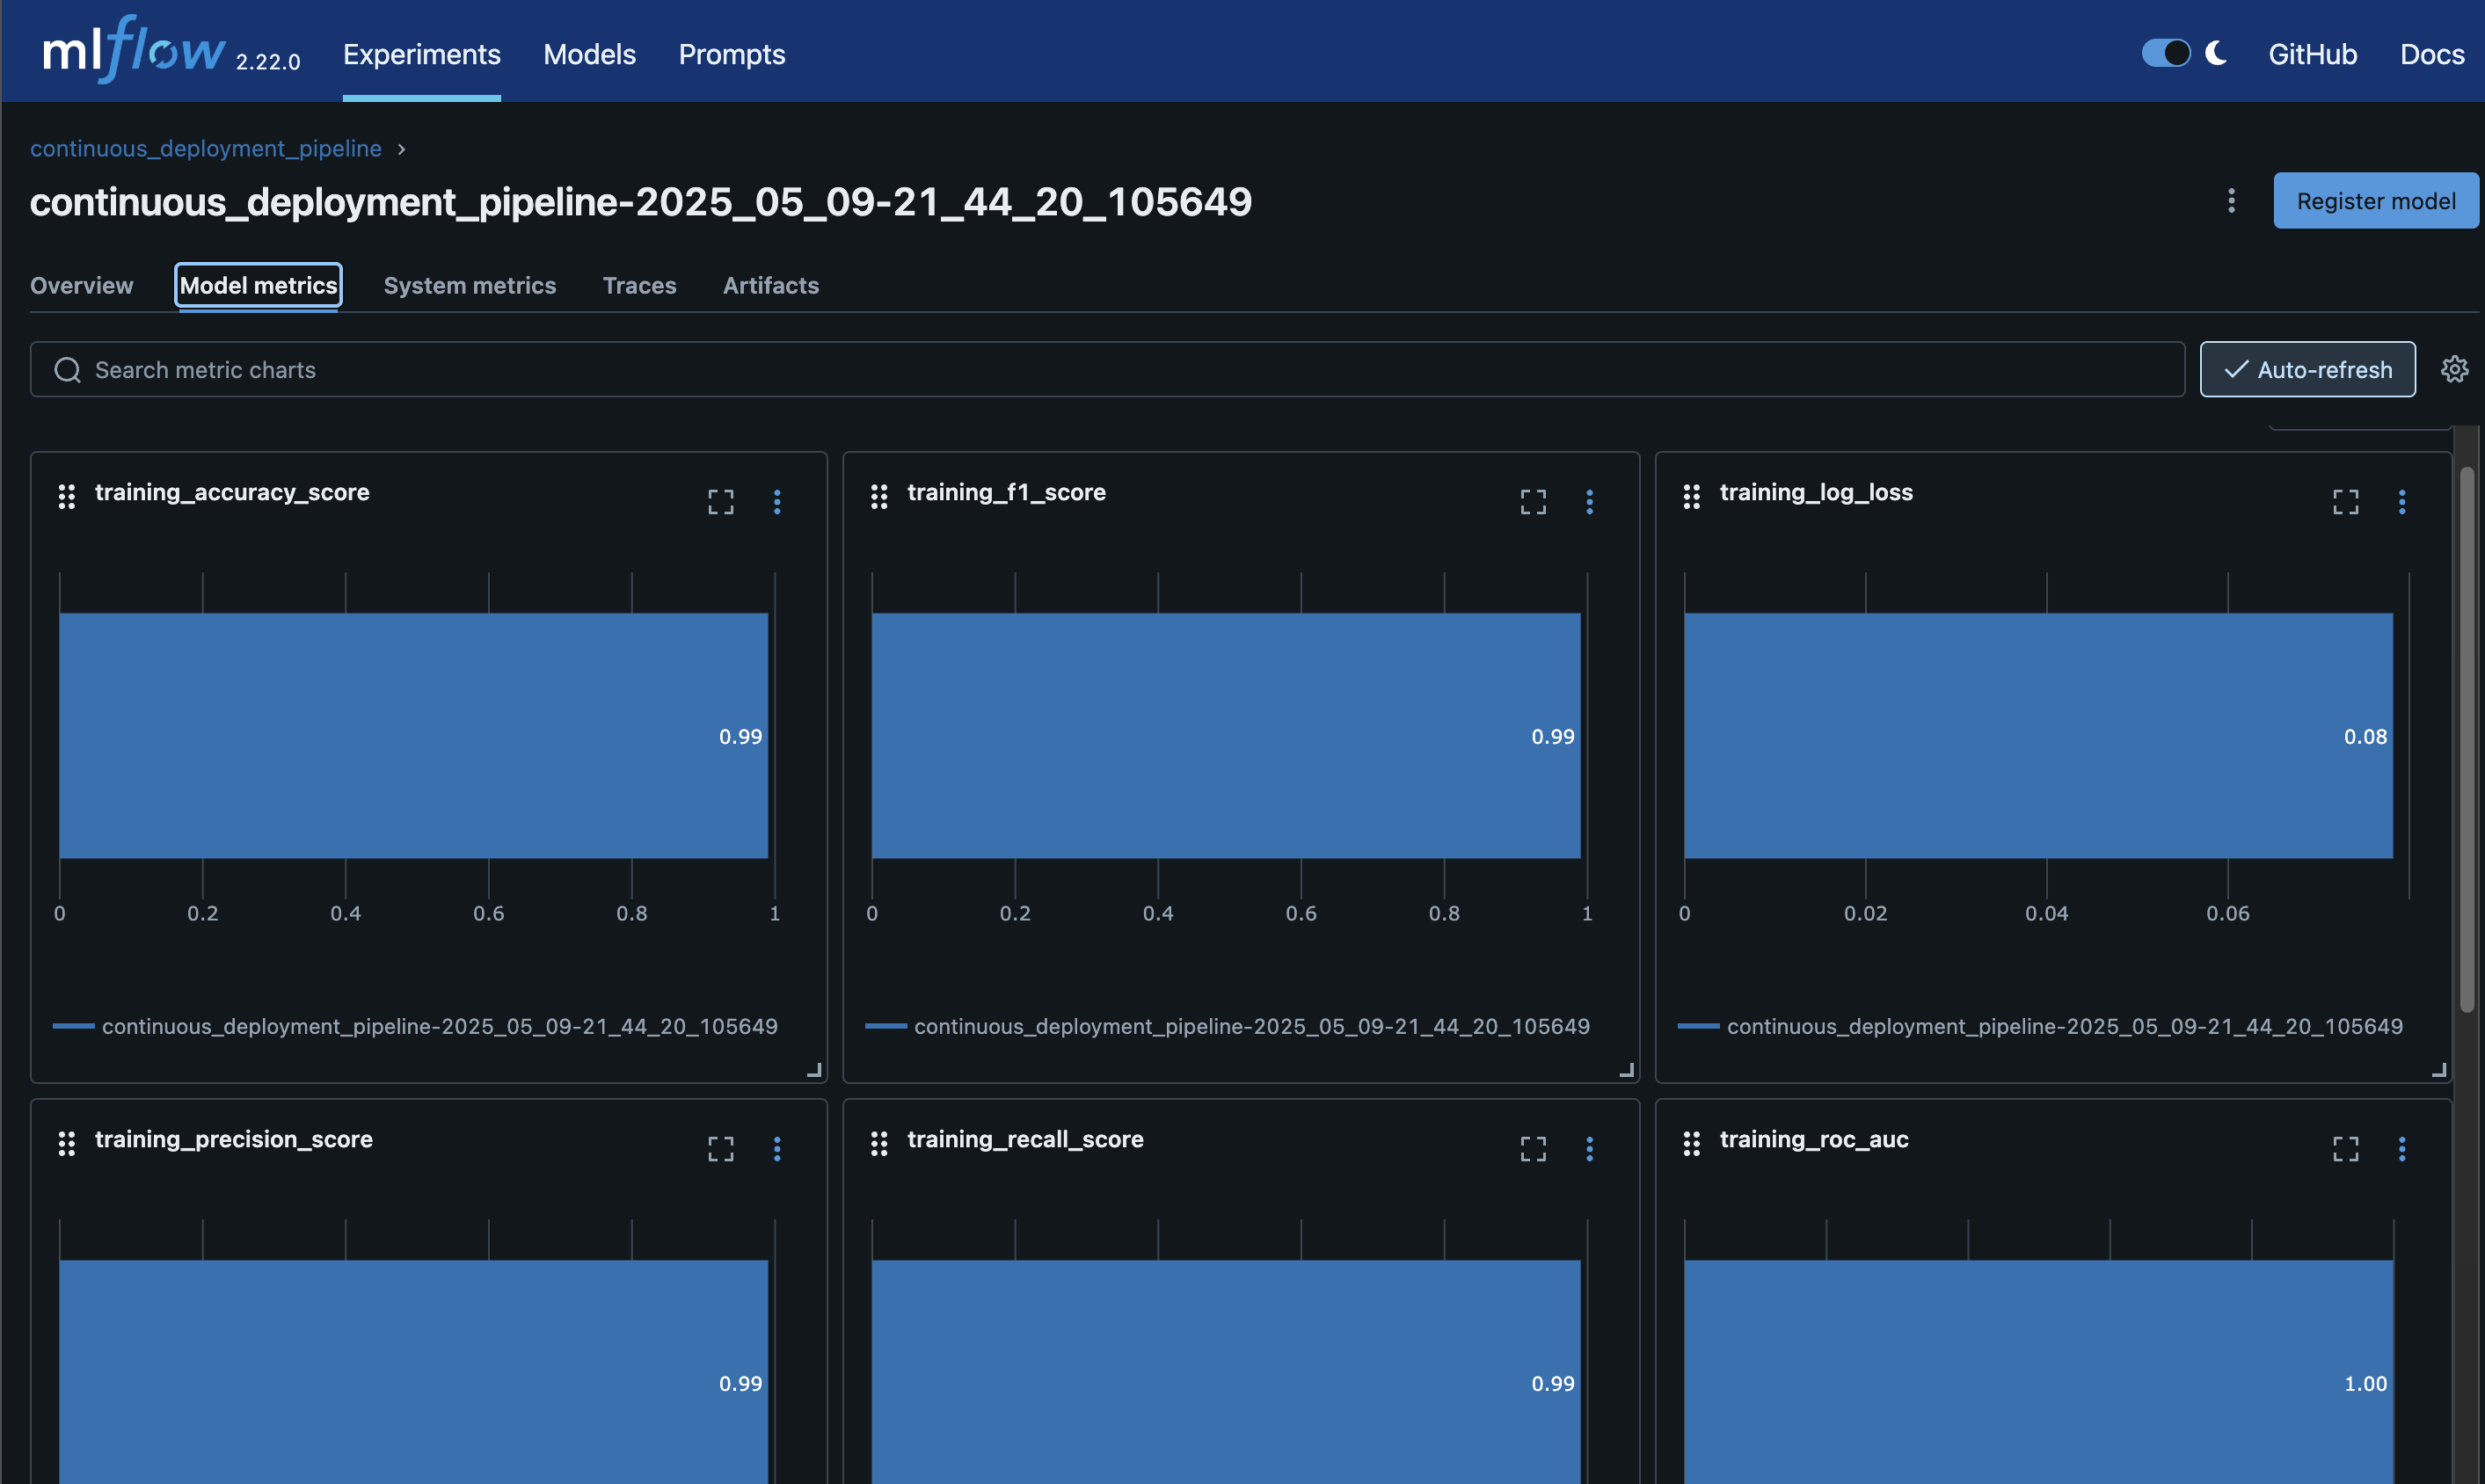 mlflow 2.22.0 Experiments Models Prompts GitHub Docs
continuous_deployment_pipeline
continuous_deployment_pipeline-2025_05_09-21_44_20_105649
Register model
Overview Model metrics System metrics Traces Artifacts
Search metric charts
Auto-refresh
training_accuracy_score
0.99
0 0.2 0.4 0.6 0.8 1
continuous_deployment_pipeline-2025_05_09-21_44_20_105649
training_f1_score
0.99
0 0.2 0.4 0.6 0.8 1
continuous_deployment_pipeline-2025_05_09-21_44_20_105649
training_log_loss
0.08
0 0.02 0.04 0.06
continuous_deployment_pipeline-2025_05_09-21_44_20_105649
training_precision_score
0.99
training_recall_score
0.99
training_roc_auc
1.00